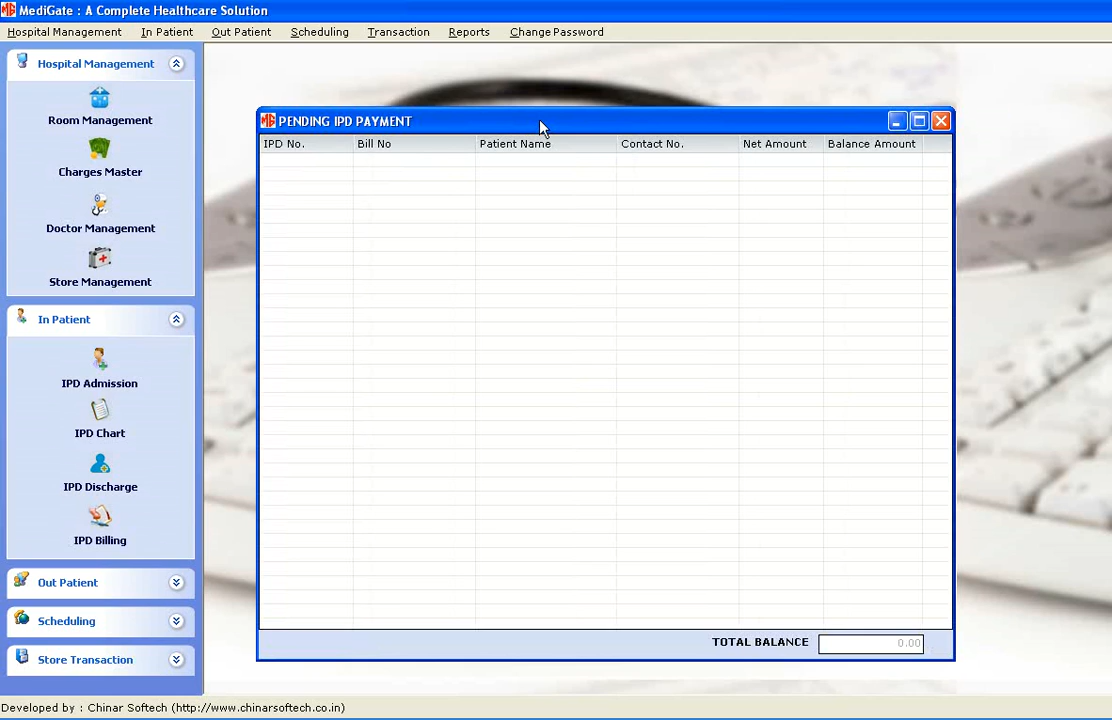 MediGate : A Complete Healthcare Solution
Hospital Management In Patient Out Patient Scheduling Transaction Reports Change Password
Hospital Management
Room Management
Charges Master
Doctor Management
Store Management
In Patient
IPD Admission
IPD Chart
IPD Discharge
IPD Billing
Out Patient
Scheduling
Store Transaction
PENDING IPD PAYMENT
IPD No. Bill No Patient Name Contact No. Net Amount Balance Amount
TOTAL BALANCE 0.00
Developed by : Chinar Softech (http://www.chinarsoftech.co.in)